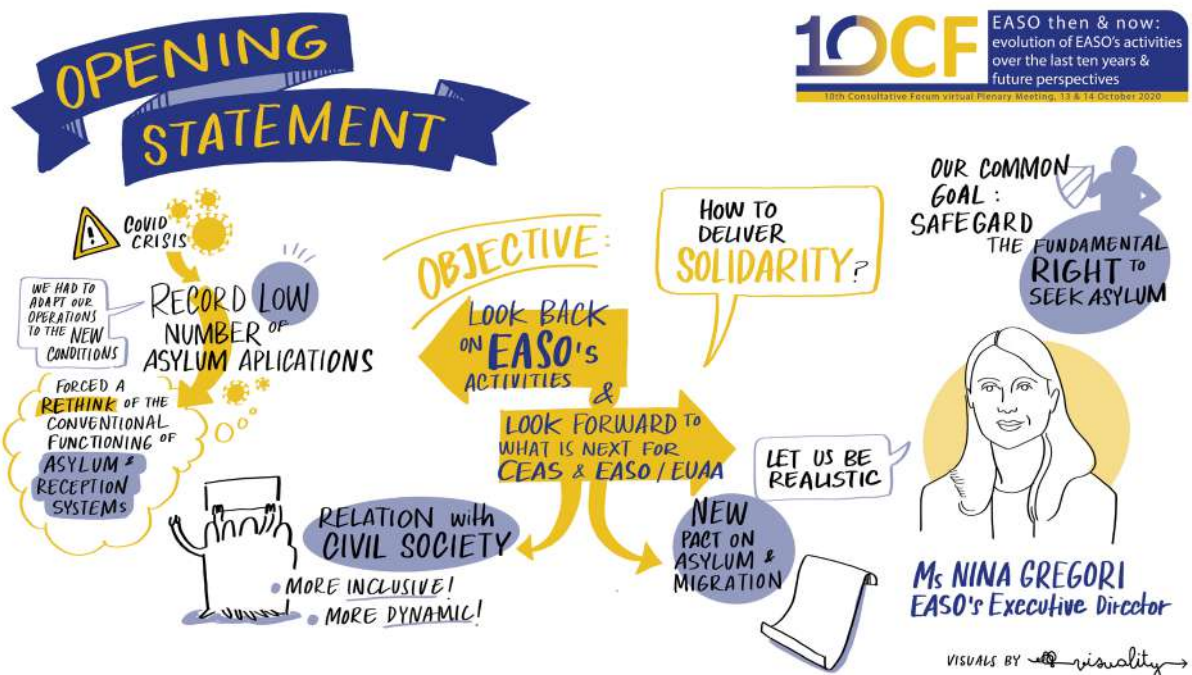 OPENING
STATEMENT
10CF
EASO then & now:
evolution of EASO's activities
over the last ten years &
future perspectives
10th Consultative Forum virtual Plenary Meeting, 13 & 14 October 2020
COVID
CRISIS
WE HAD TO
ADAPT OUR
OPERATIONS
TO THE NEW
CONDITIONS
RECORD LOW
NUMBER OF
ASYLUM APLICATIONS
FORCED A
RETHINK OF THE
CONVENTIONAL
FUNCTIONING OF
ASYLUM &
RECEPTION
SYSTEMS
OBJECTIVE:
LOOK BACK
ON EASO'S
ACTIVITIES
&
LOOK FORWARD TO
WHAT IS NEXT FOR
CEAS & EASO / EUAA
HOW TO
DELIVER
SOLIDARITY?
RELATION with
CIVIL SOCIETY
• MORE INCLUSIVE!
• MORE DYNAMIC!
NEW
PACT ON
ASYLUM &
MIGRATION
OUR COMMON
GOAL:
SAFEGARD
THE FUNDAMENTAL
RIGHT TO
SEEK ASYLUM
LET US BE
REALISTIC
Ms NINA GREGORI
EASO's Executive Director
VISUALS BY visuality